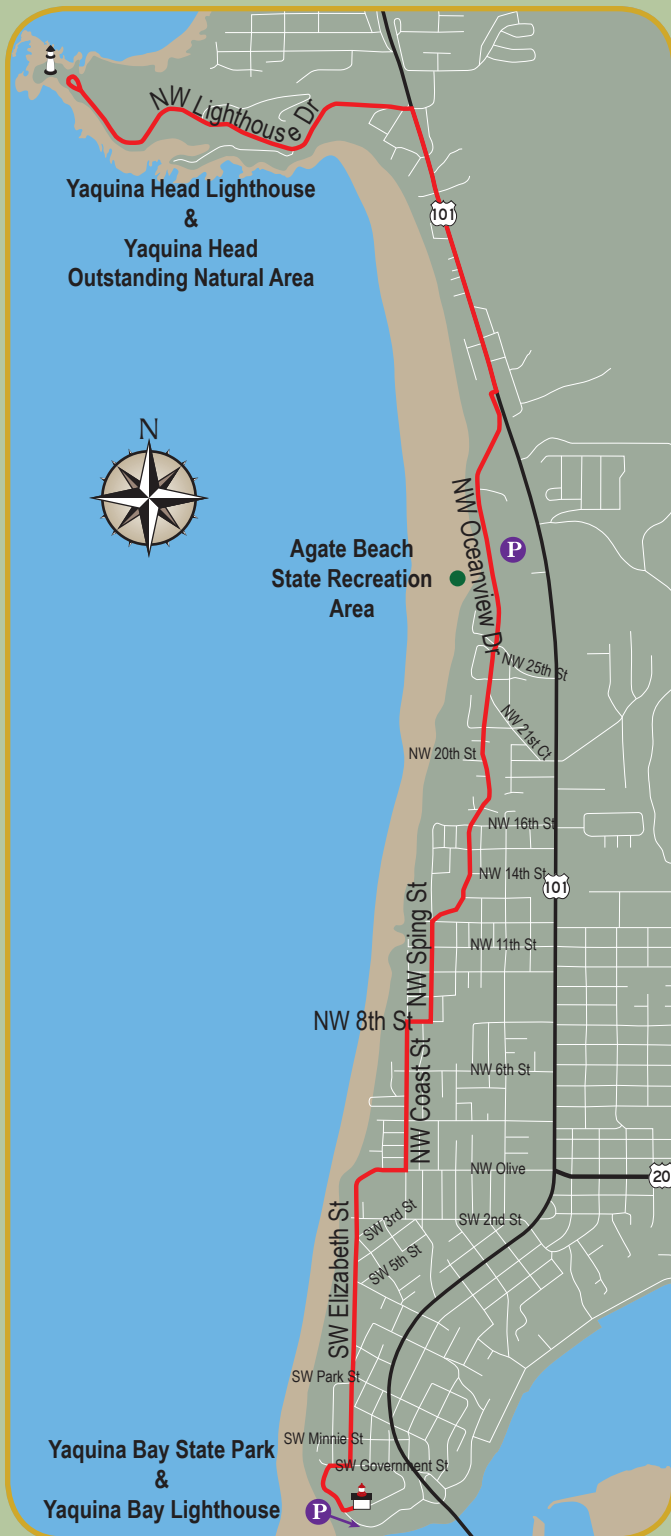 NW Lighthouse Dr
Yaquina Head Lighthouse
&
Yaquina Head
Outstanding Natural Area
101
N
NW Oceanview Dr
Agate Beach
State Recreation
Area
P
NW 25th St
NW 21st Ct
NW 20th St
NW 16th St
NW 14th St
101
NW Sping St
NW 11th St
NW 8th St
NW Coast St
NW 6th St
NW Olive
20
SW Elizabeth St
SW 3rd St
SW 2nd St
SW 5th St
SW Park St
SW Minnie St
SW Government St
Yaquina Bay State Park
&
Yaquina Bay Lighthouse
P